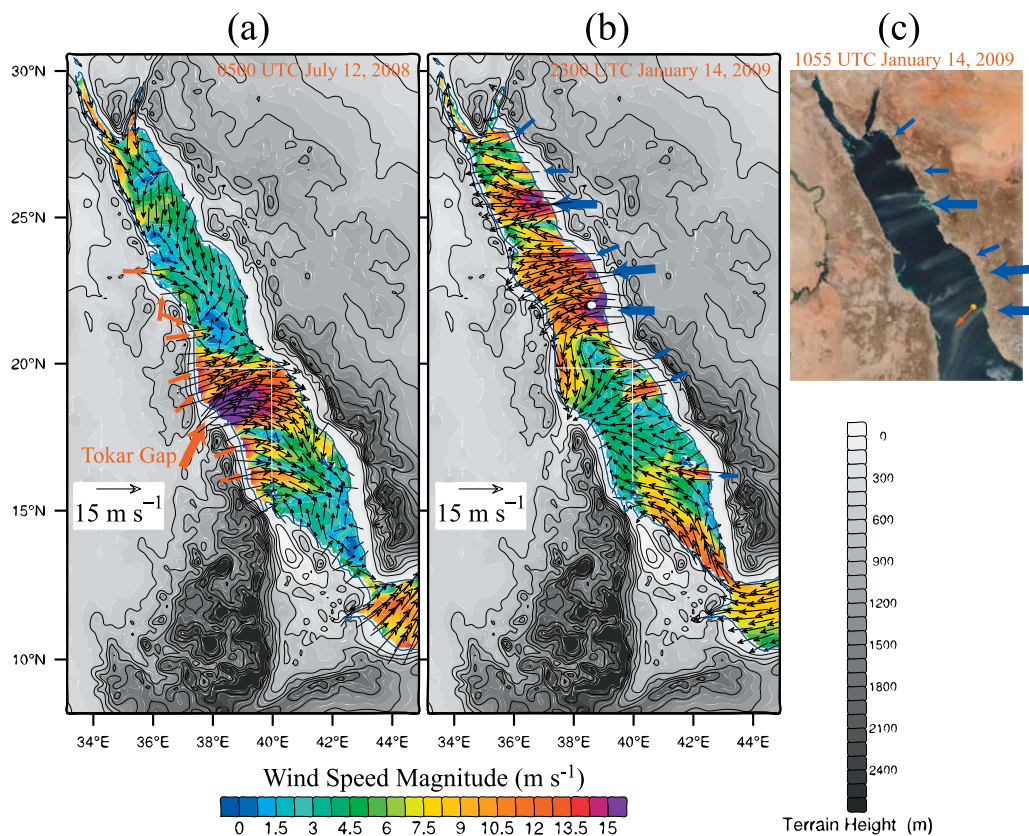 (a)
(b)
(c)
0500 UTC July 12, 2008
2300 UTC January 14, 2009
1055 UTC January 14, 2009
30°N
25°N
20°N
15°N
10°N
Tokar Gap
15 m s⁻¹
15 m s⁻¹
34°E 36°E 38°E 40°E 42°E 44°E
34°E 36°E 38°E 40°E 42°E 44°E
0
300
600
900
1200
1500
1800
2100
2400
Terrain Height (m)
Wind Speed Magnitude (m s⁻¹)
0 1.5 3 4.5 6 7.5 9 10.5 12 13.5 15